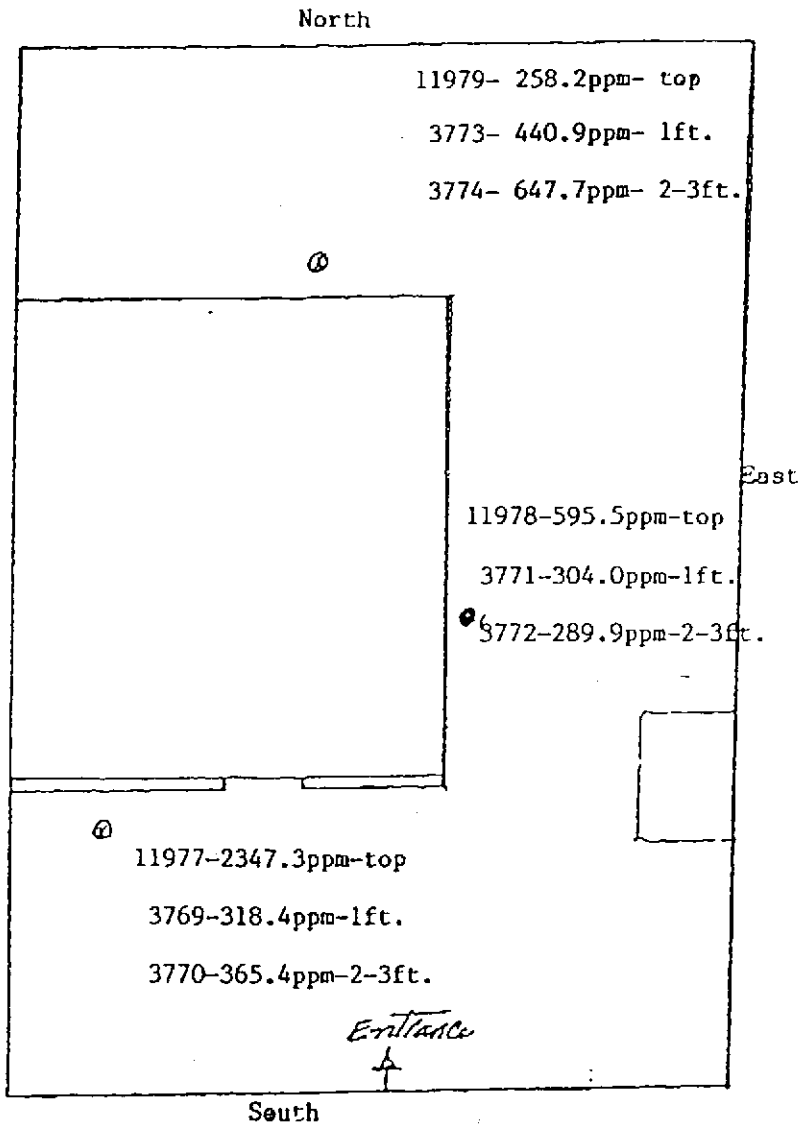 North
11979- 258.2ppm- top
3773- 440.9ppm- 1ft.
3774- 647.7ppm- 2-3ft.
East
11978-595.5ppm-top
3771-304.0ppm-1ft.
3772-289.9ppm-2-3ft.
11977-2347.3ppm-top
3769-318.4ppm-1ft.
3770-365.4ppm-2-3ft.
Entrance
South